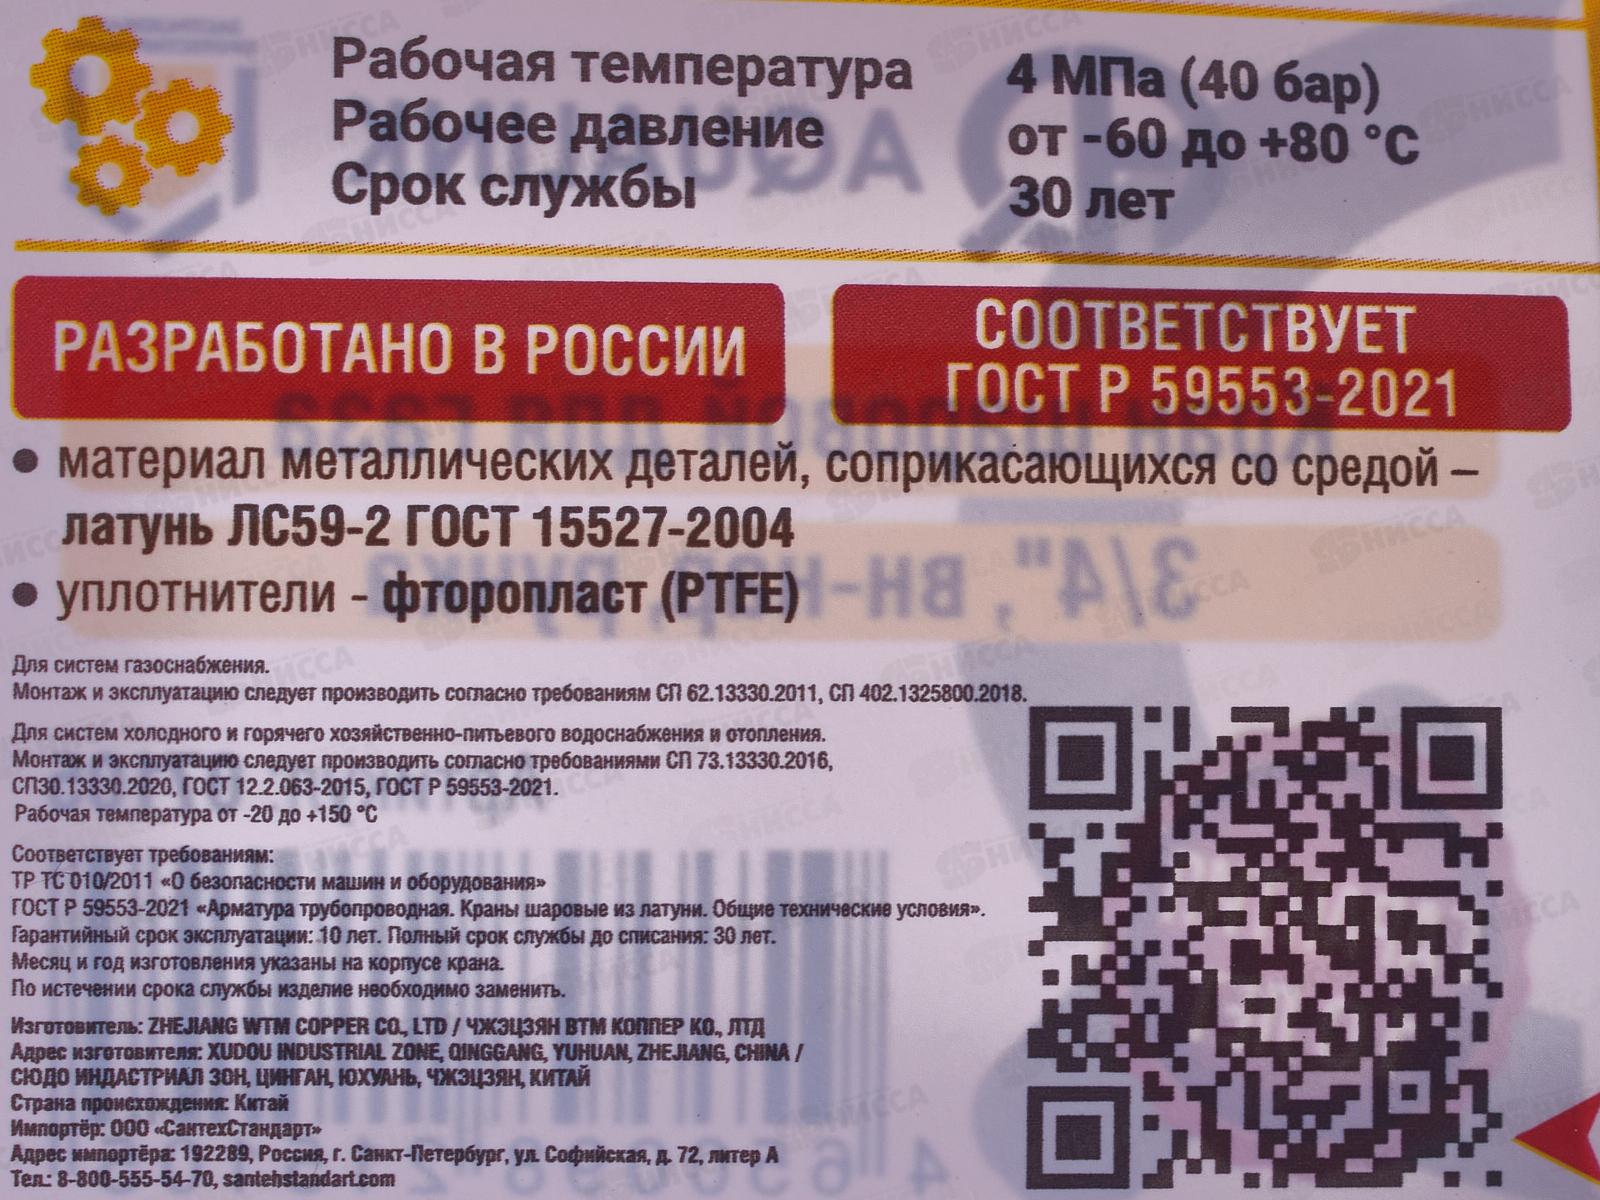 Рабочая температура 4 МПа (40 бар)
Рабочее давление от -60 до +80 °С
Срок службы 30 лет
РАЗРАБОТАНО В РОССИИ
СООТВЕТСТВУЕТ
ГОСТ Р 59553-2021
• материал металлических деталей, соприкасающихся со средой –
латунь ЛС59-2 ГОСТ 15527-2004
• уплотнители - фторопласт (PTFE)
Для систем газоснабжения.
Монтаж и эксплуатацию следует производить согласно требованиям СП 62.13330.2011, СП 402.1325800.2018.
Для систем холодного и горячего хозяйственно-питьевого водоснабжения и отопления.
Монтаж и эксплуатацию следует производить согласно требованиями СП 73.13330.2016,
СП30.13330.2020, ГОСТ 12.2.063-2015, ГОСТ Р 59553-2021.
Рабочая температура от -20 до +150 °С
Соответствует требованиям:
ТР ТС 010/2011 «О безопасности машин и оборудования»
ГОСТ Р 59553-2021 «Арматура трубопроводная. Краны шаровые из латуни. Общие технические условия».
Гарантийный срок эксплуатации: 10 лет. Полный срок службы до списания: 30 лет.
Месяц и год изготовления указаны на корпусе крана.
По истечении срока службы изделие необходимо заменить.
Изготовитель: ZHEJIANG WTM COPPER CO., LTD / ЧЖЭЦЗЯН ВТМ КОППЕР КО., ЛТД
Адрес изготовителя: XUDOU INDUSTRIAL ZONE, QINGGANG, YUHUAN, ZHEJIANG, CHINA /
СЮДО ИНДАСТРИАЛ ЗОН, ЦИНГАН, ЮХУАНЬ, ЧЖЭЦЗЯН, КИТАЙ
Страна происхождения: Китай
Импортёр: ООО «СантехСтандарт»
Адрес импортёра: 192289, Россия, г. Санкт-Петербург, ул. Софийская, д. 72, литер А
Тел.: 8-800-555-54-70, santehstandart.com